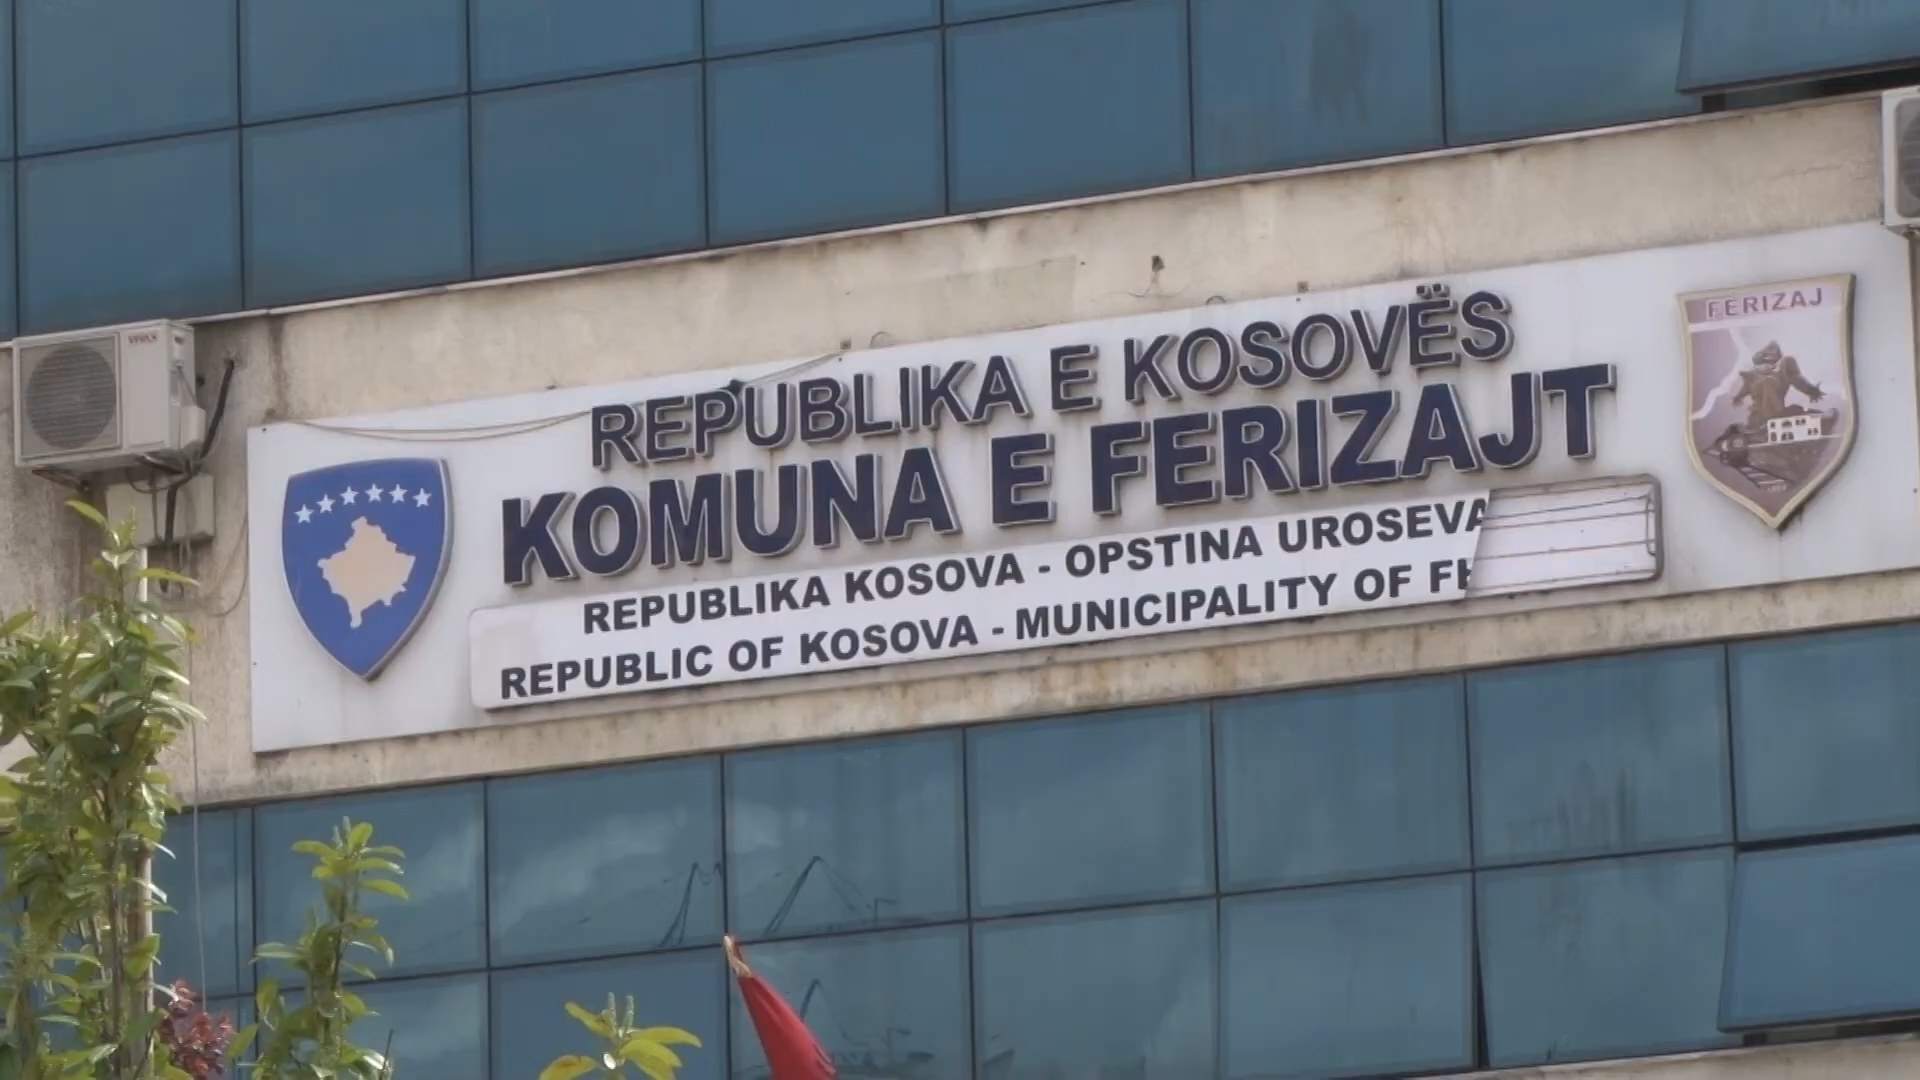 REPUBLIKA E KOSOVËS
KOMUNA E FERIZAJT
REPUBLIKA KOSOVA - OPSTINA UROSEVA
REPUBLIC OF KOSOVA - MUNICIPALITY OF
FERIZAJ